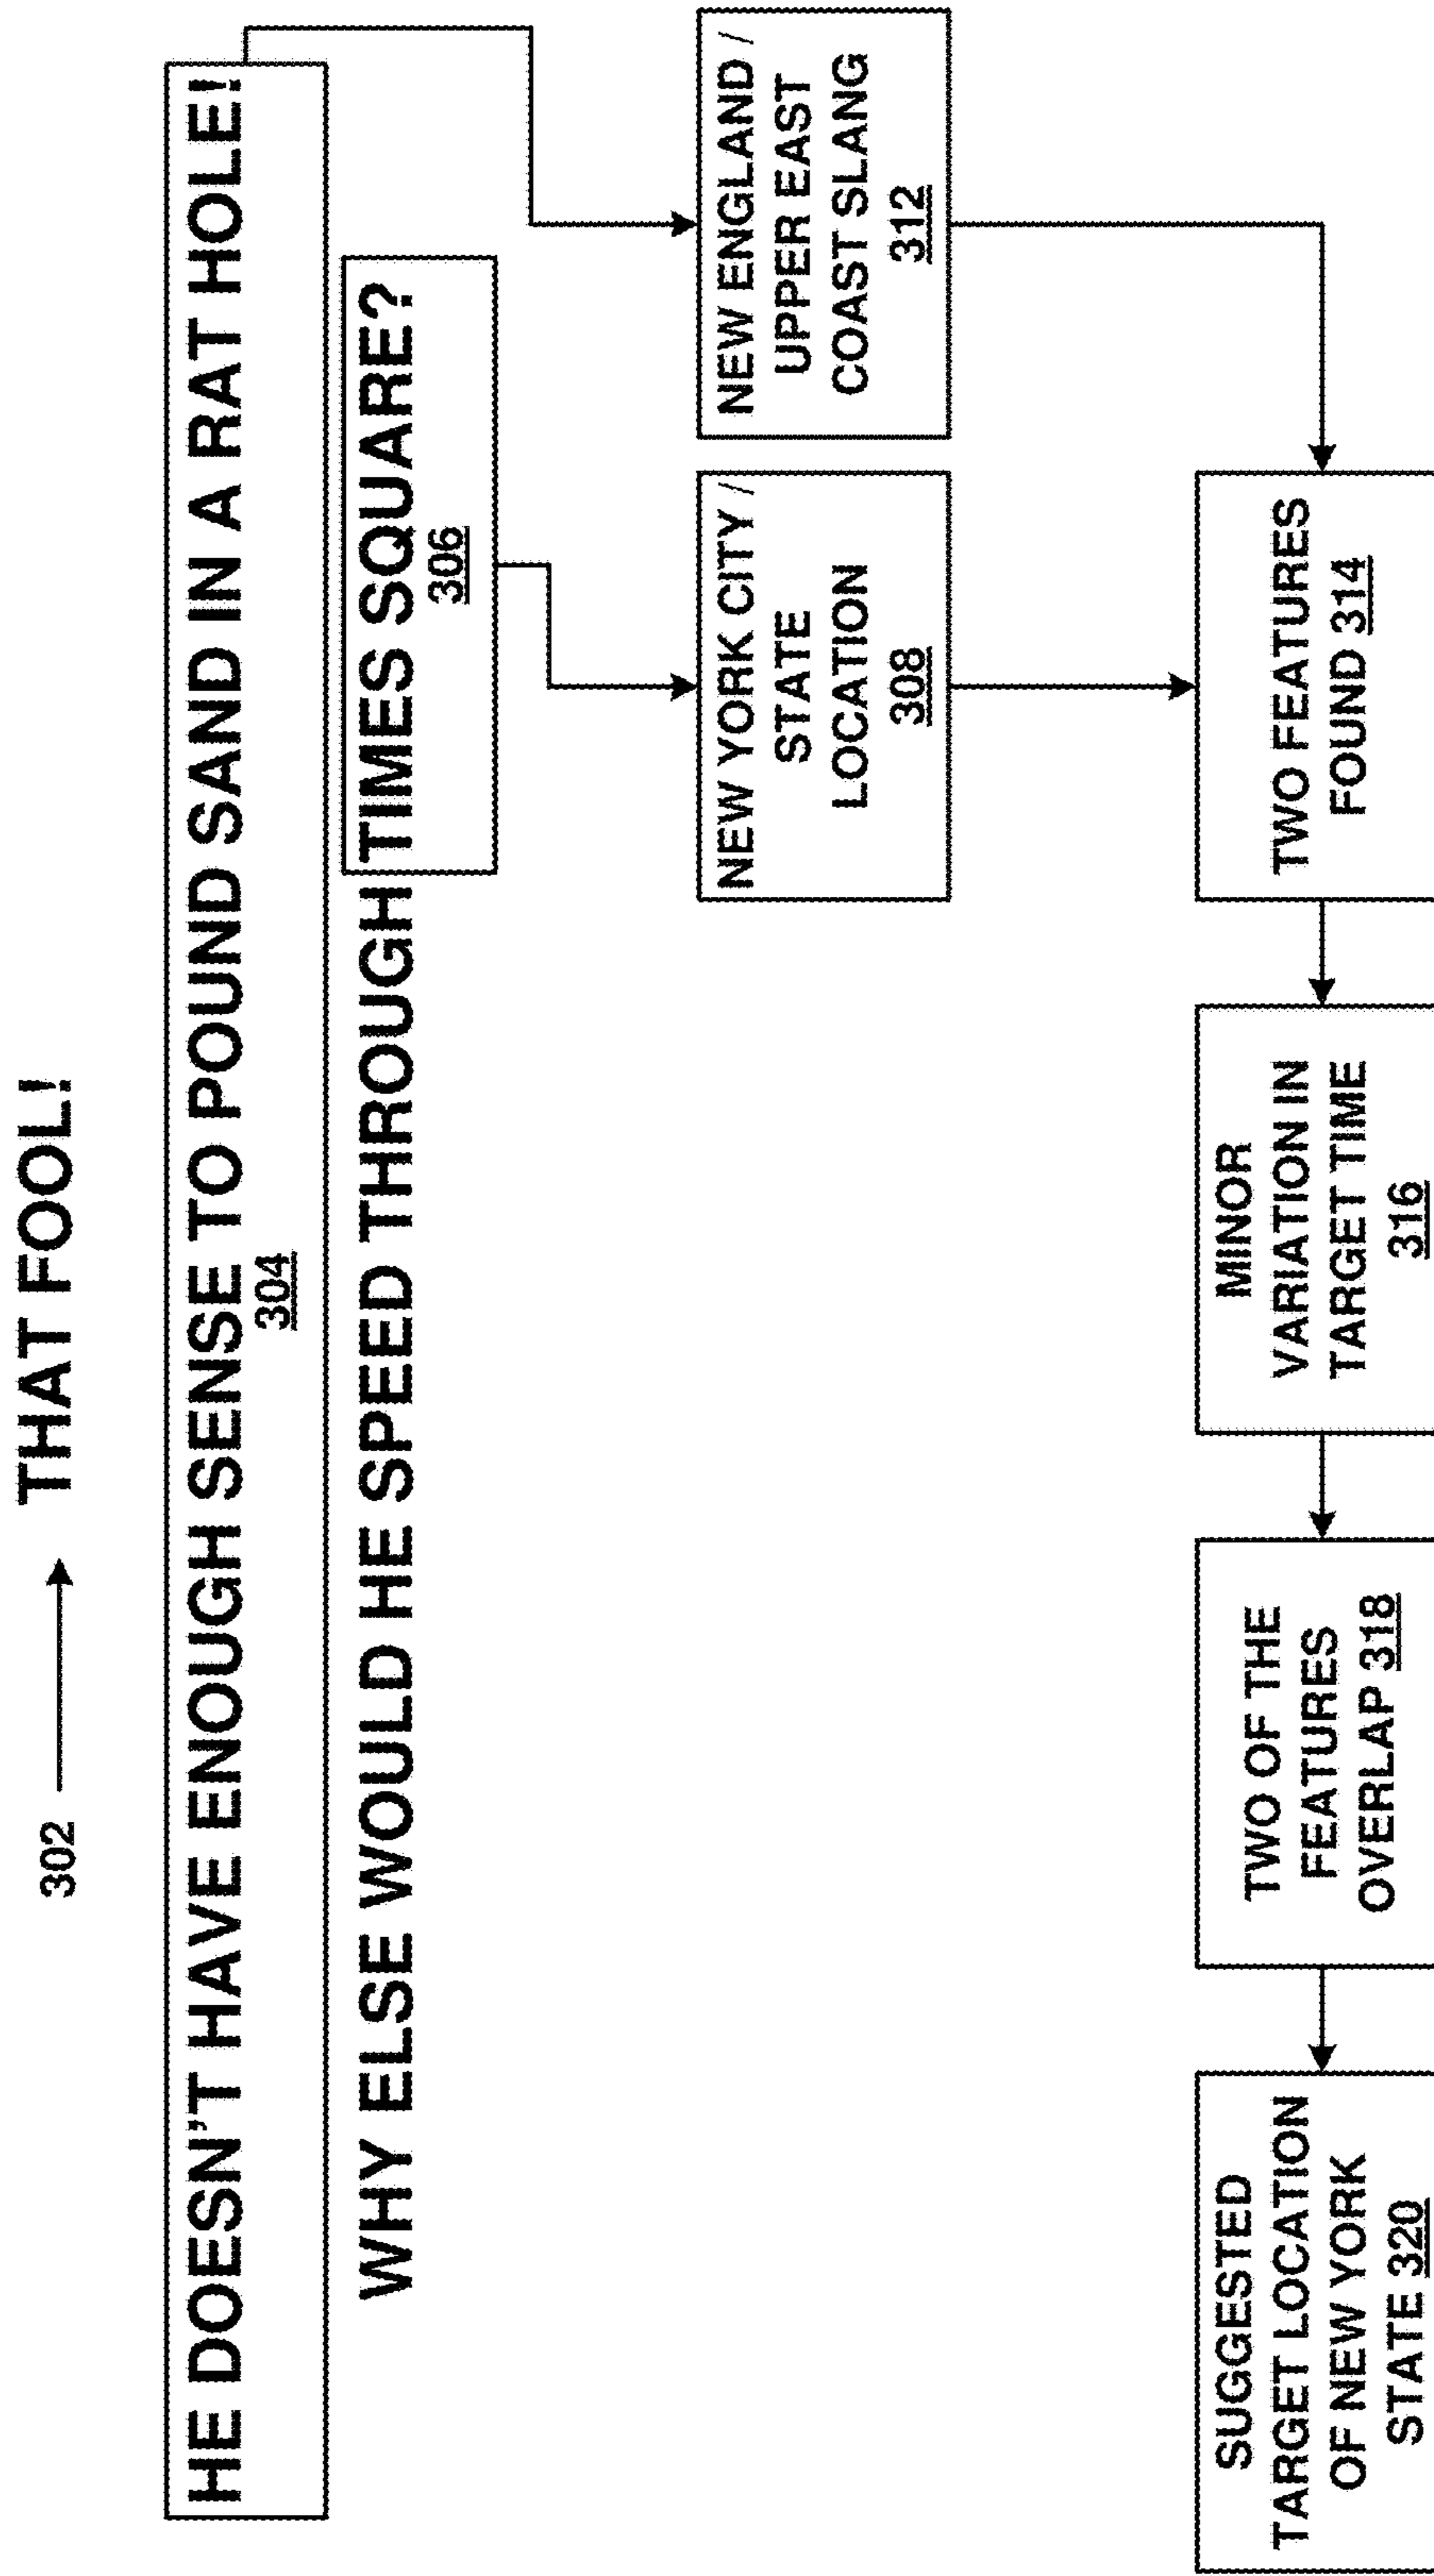 302
THAT FOOL!
HE DOESN'T HAVE ENOUGH SENSE TO POUND SAND IN A RAT HOLE!
304
WHY ELSE WOULD HE SPEED THROUGH TIMES SQUARE?
306
NEW YORK CITY /
STATE
LOCATION
308
NEW ENGLAND /
UPPER EAST
COAST SLANG
312
TWO FEATURES
FOUND 314
MINOR
VARIATION IN
TARGET TIME
316
TWO OF THE
FEATURES
OVERLAP 318
SUGGESTED
TARGET LOCATION
OF NEW YORK
STATE 320